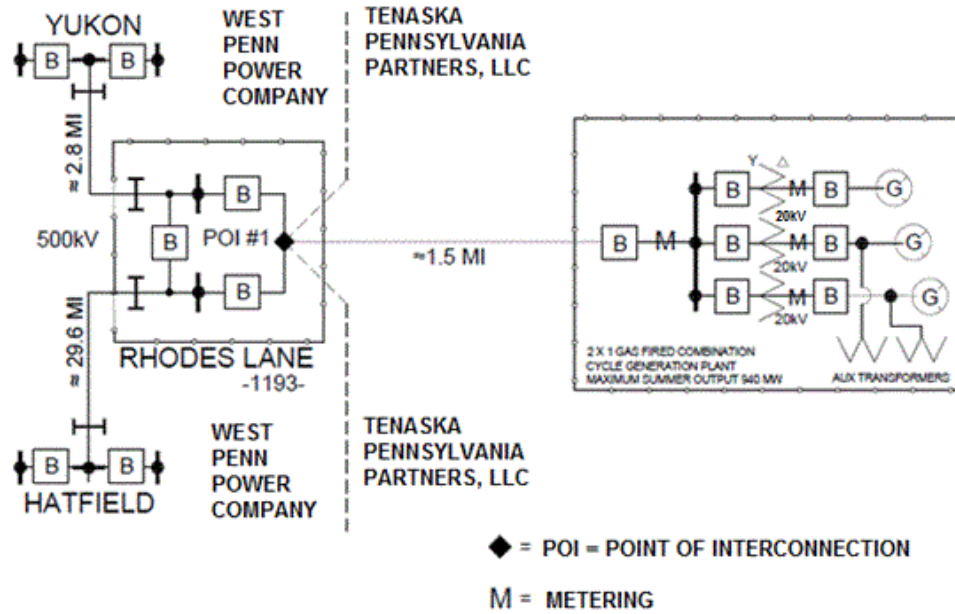 YUKON
B
B
WEST
PENN
POWER
COMPANY
TENASKA
PENNSYLVANIA
PARTNERS, LLC
≈ 2.8 MI
500kV
B
B
POI #1
B
≈ 29.6 MI
RHODES LANE
-1193-
≈1.5 MI
B
M
Y
△
B
M
B
G
20kV
B
M
B
G
20kV
B
M
B
G
20kV
2 X 1 GAS FIRED COMBINATION
CYCLE GENERATION PLANT
MAXIMUM SUMMER OUTPUT 940 MW
AUX TRANSFORMERS
B
B
HATFIELD
WEST
PENN
POWER
COMPANY
TENASKA
PENNSYLVANIA
PARTNERS, LLC
◆ = POI = POINT OF INTERCONNECTION
M = METERING